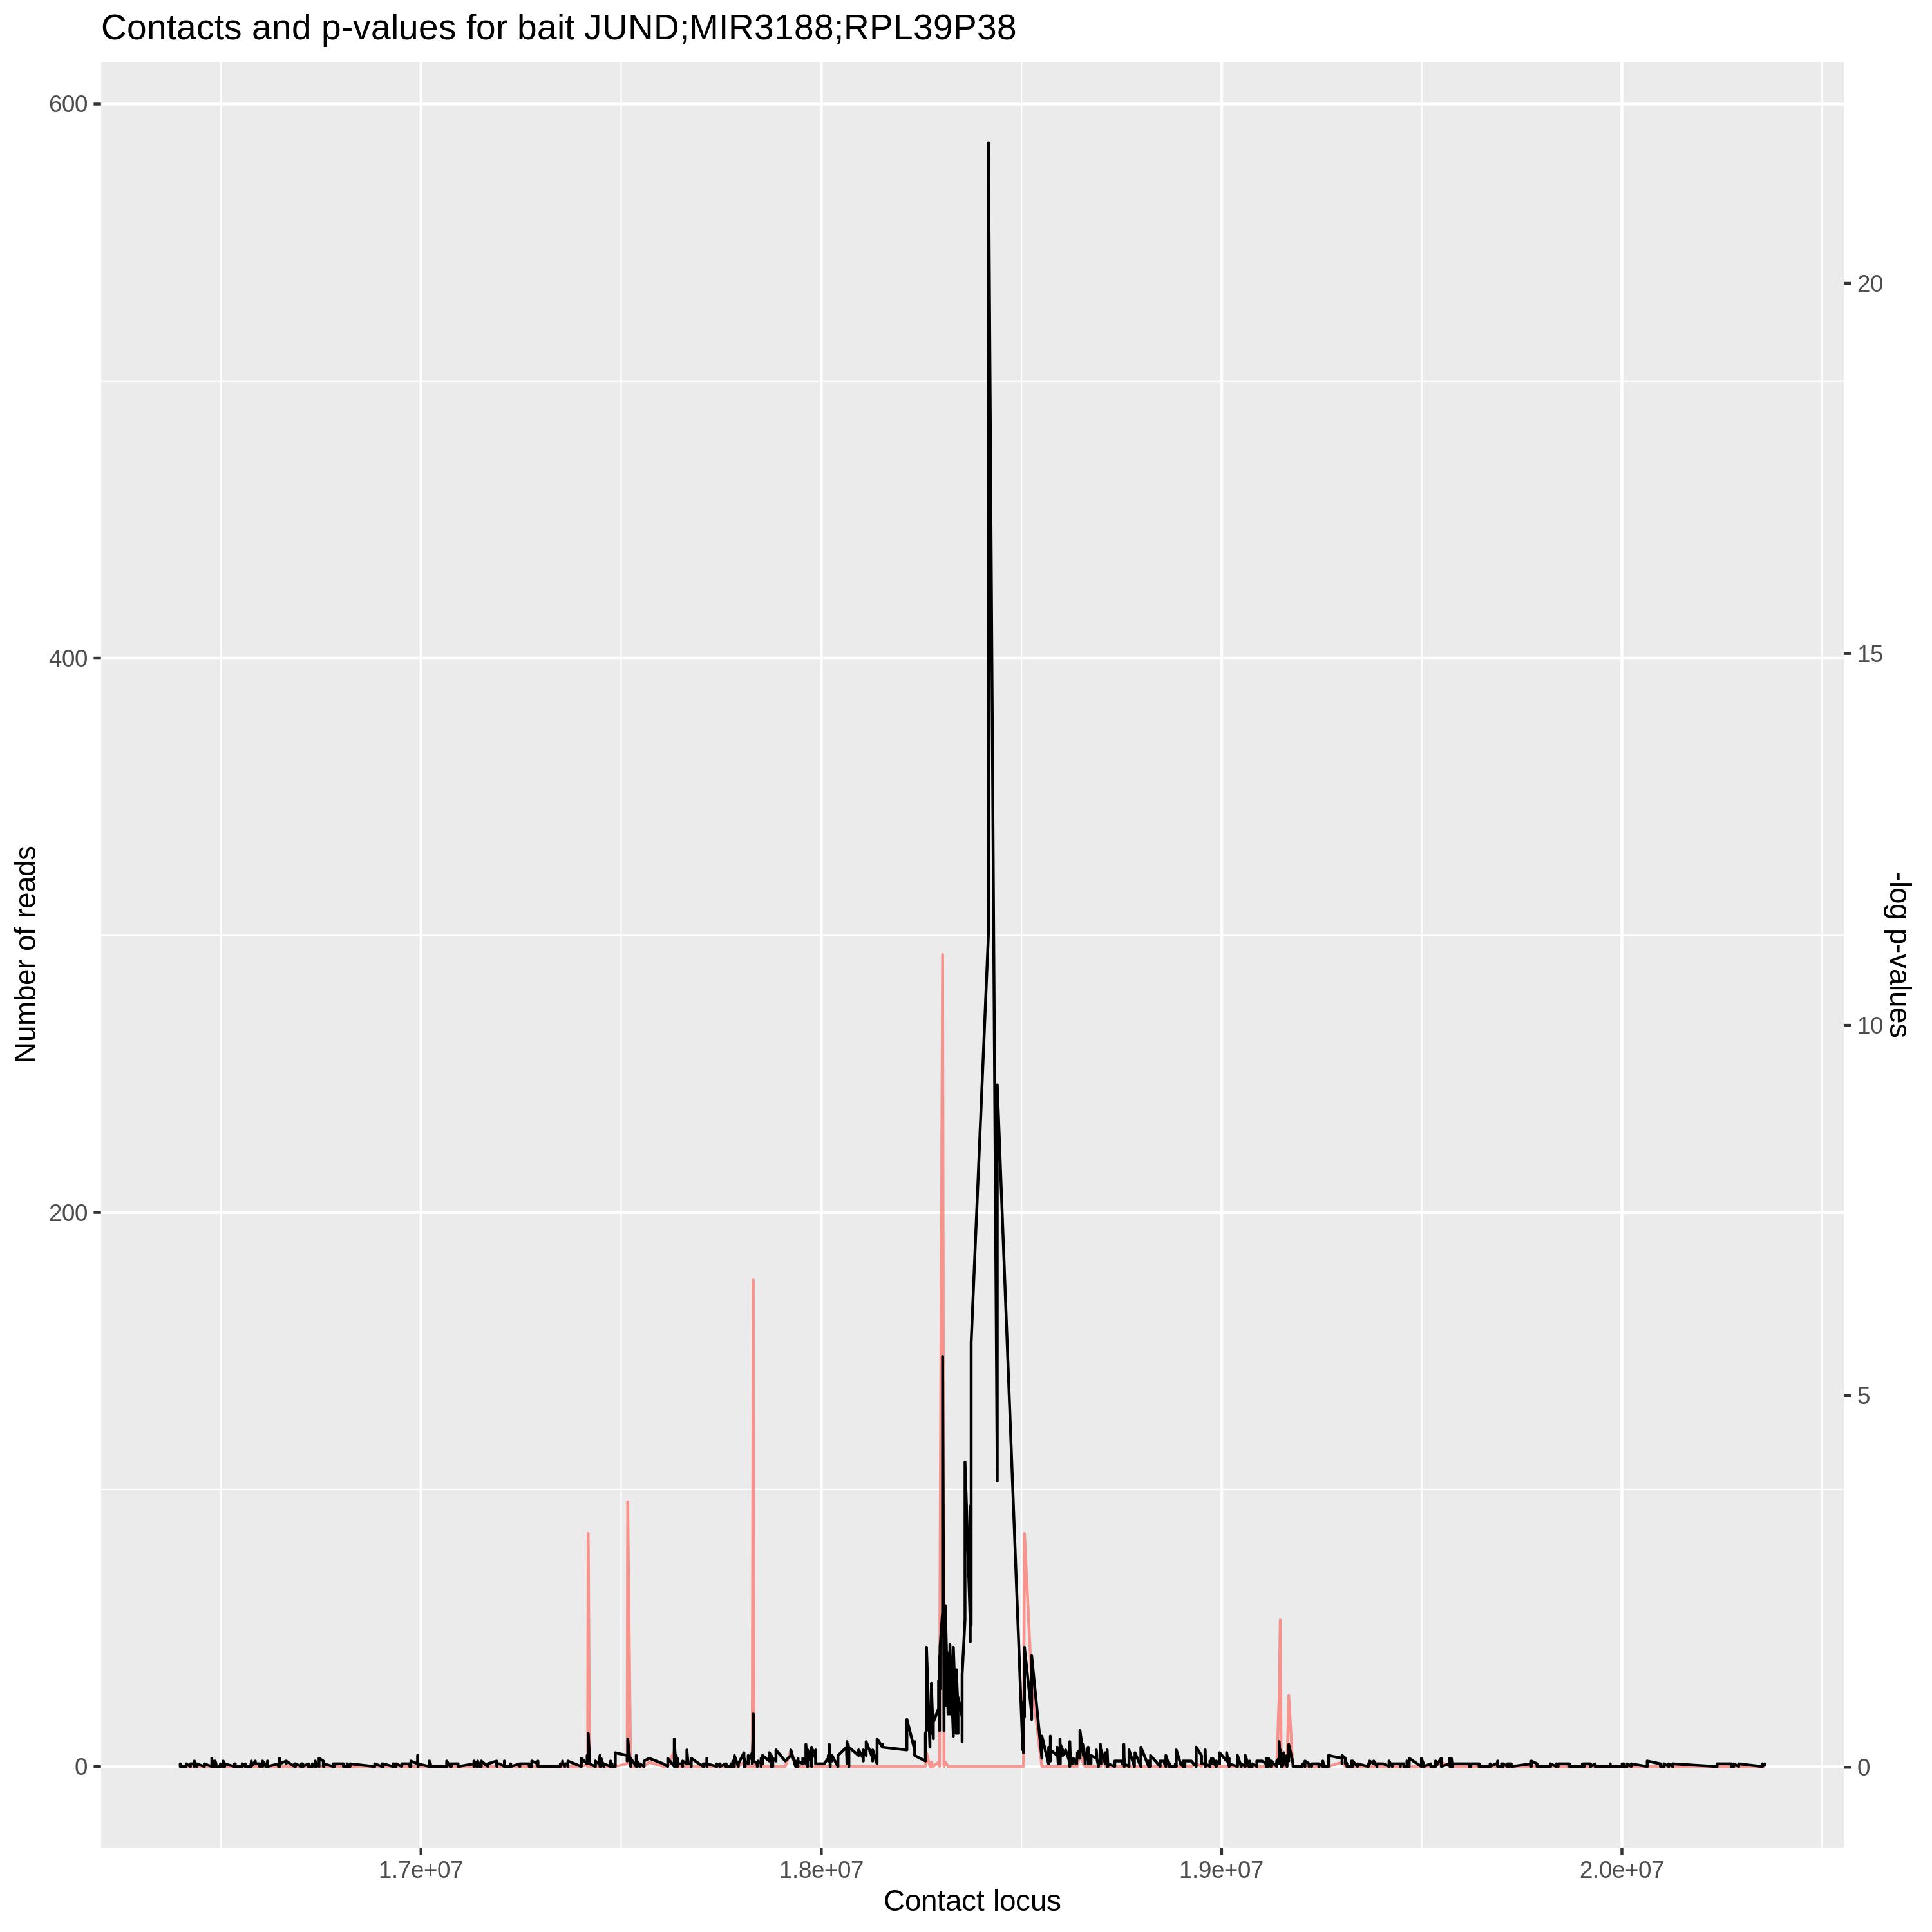 Contacts and p-values for bait JUND;MIR3188;RPL39P38
600
400
200
0
Number of reads
20
15
10
5
0
-log p-values
1.7e+07
1.8e+07
1.9e+07
2.0e+07
Contact locus